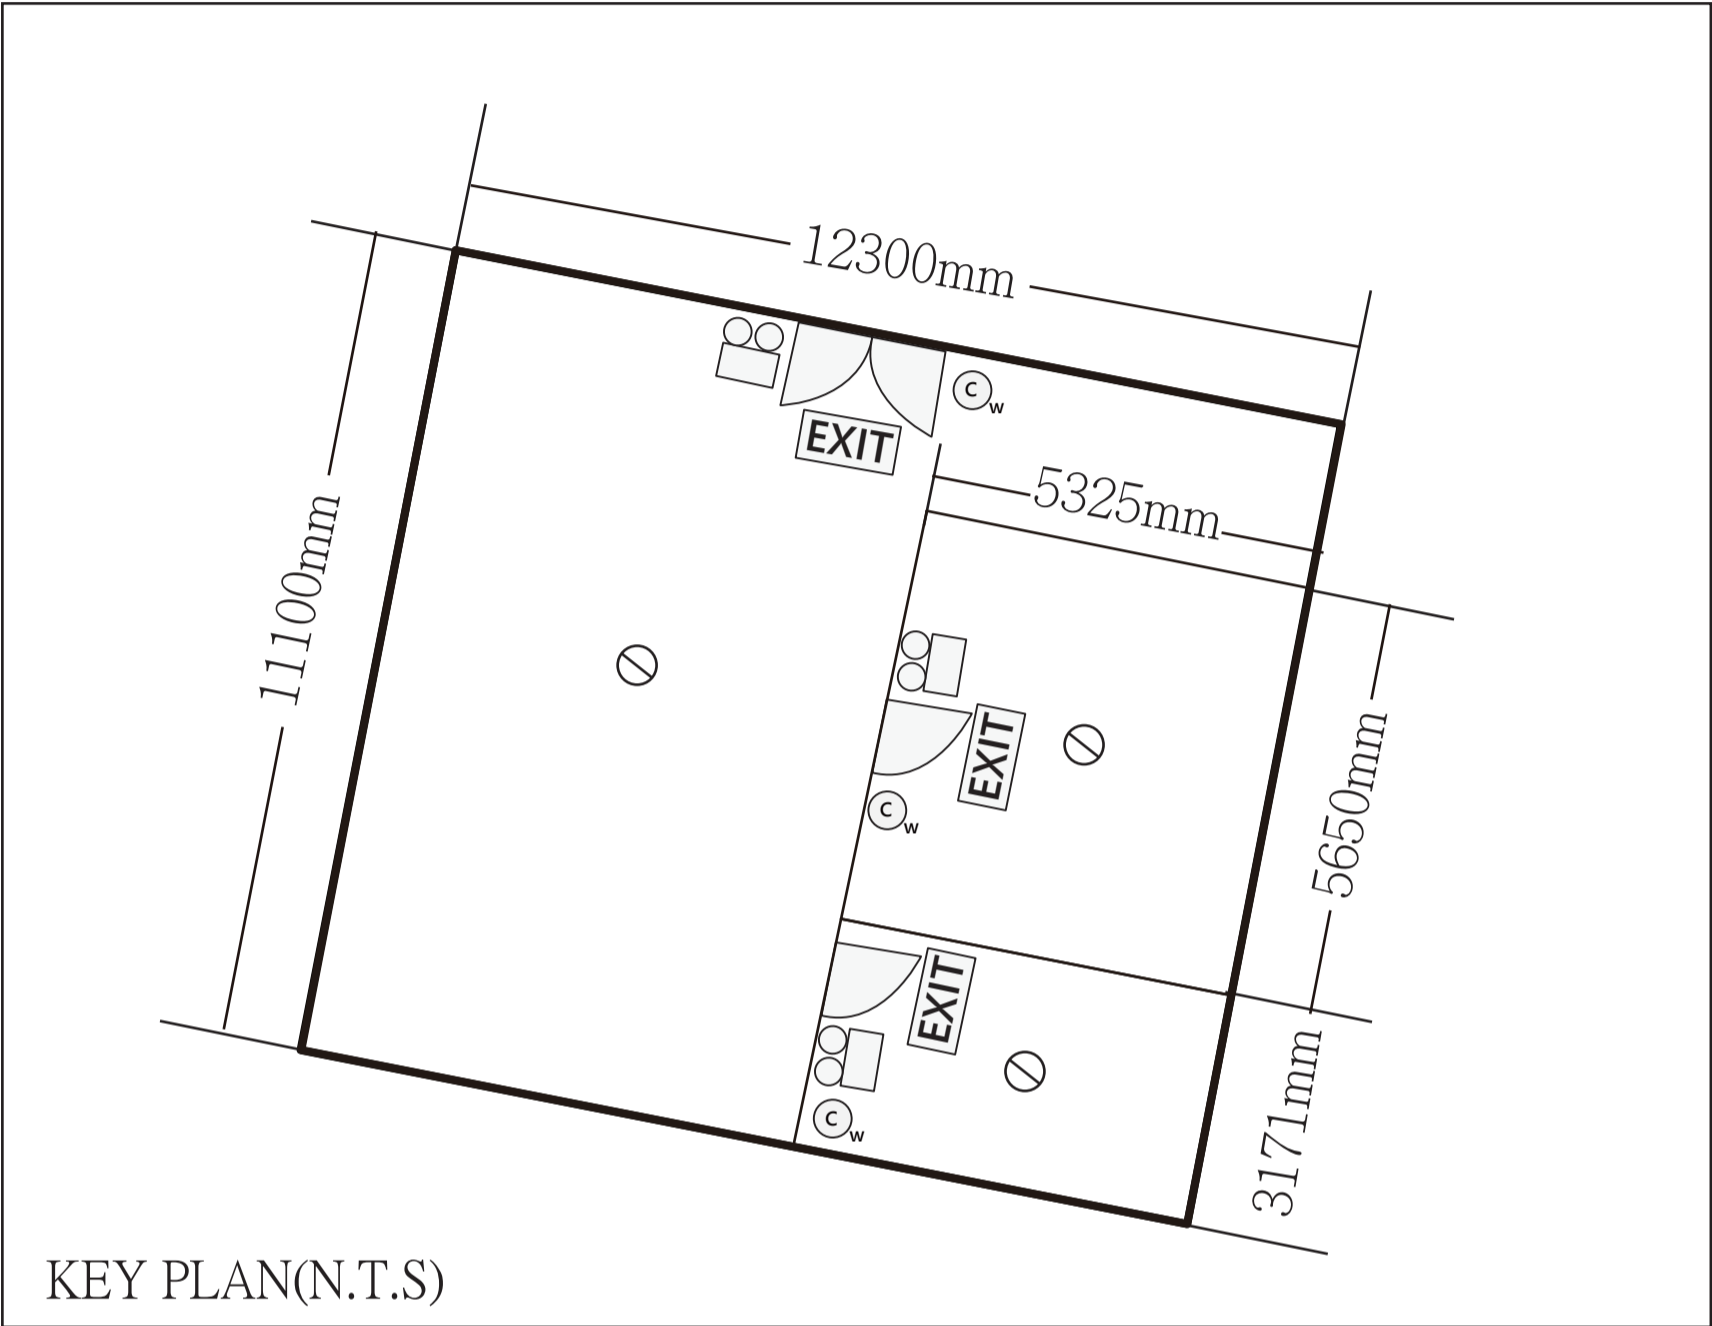 12300mm
C
W
EXIT
5325mm
11100mm
EXIT
5650mm
C
W
EXIT
3171mm
C
W
KEY PLAN(N.T.S)